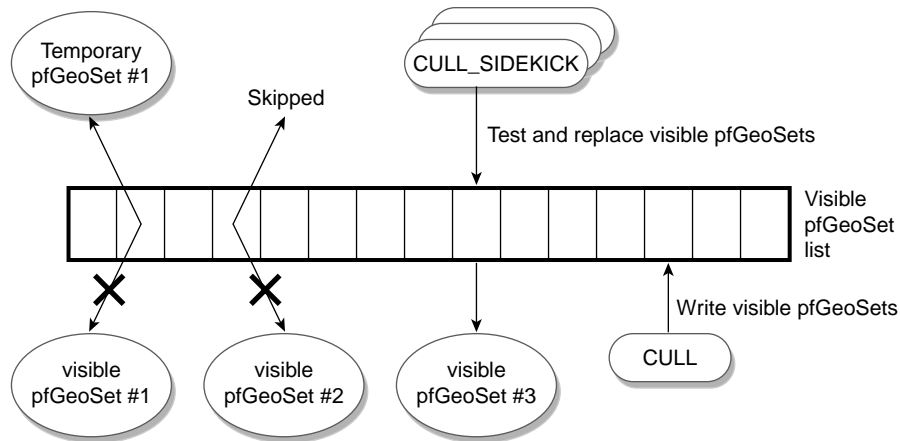 Temporary
pfGeoSet #1
Skipped
CULL_SIDEKICK
Test and replace visible pfGeoSets
Visible
pfGeoSet
list
Write visible pfGeoSets
visible
pfGeoSet #1
visible
pfGeoSet #2
visible
pfGeoSet #3
CULL